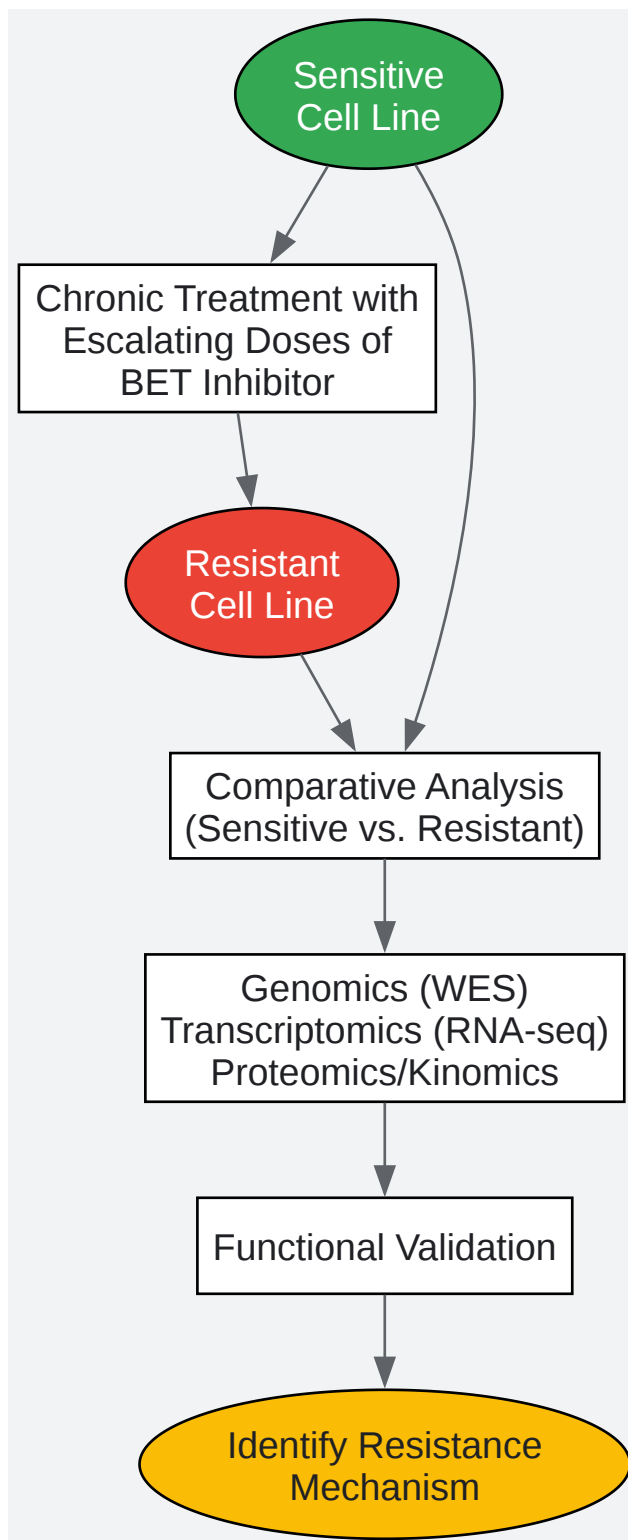 Sensitive
Cell Line
Chronic Treatment with
Escalating Doses of
BET Inhibitor
Resistant
Cell Line
Comparative Analysis
(Sensitive vs. Resistant)
Genomics (WES)
Transcriptomics (RNA-seq)
Proteomics/Kinomics
Functional Validation
Identify Resistance
Mechanism